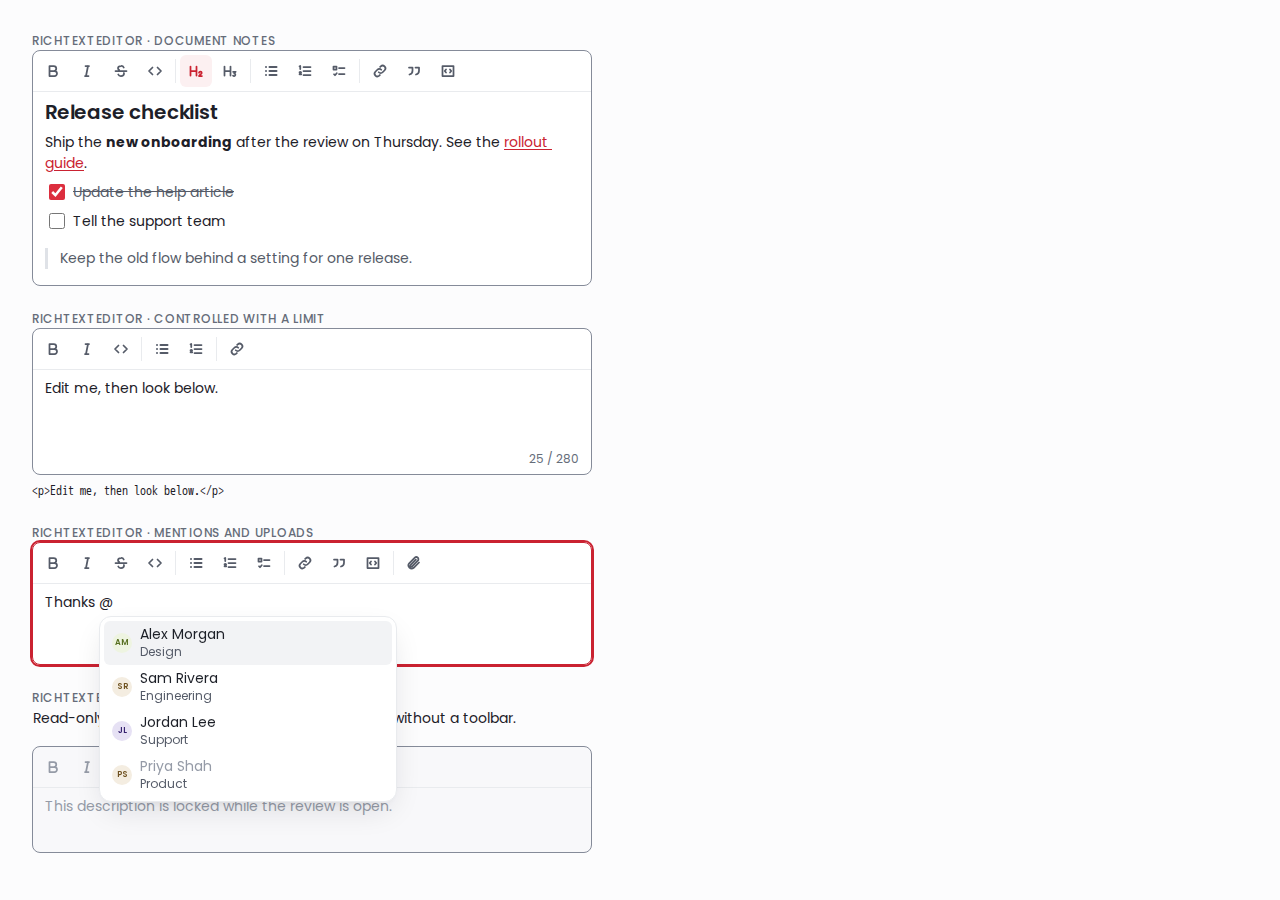 RICHTEXTEDITOR · DOCUMENT NOTES
B I S <> H2 H3
Release checklist
Ship the new onboarding after the review on Thursday. See the rollout
guide.
Update the help article
Tell the support team
Keep the old flow behind a setting for one release.
RICHTEXTEDITOR · CONTROLLED WITH A LIMIT
B I <>
Edit me, then look below.
25 / 280
<p>Edit me, then look below.</p>
RICHTEXTEDITOR · MENTIONS AND UPLOADS
B I S <>
Thanks @
AM Alex Morgan
Design
SR Sam Rivera
Engineering
JL Jordan Lee
Support
PS Priya Shah
Product
RICHTEXTE
without a toolbar.
B I
This description is locked while the review is open.